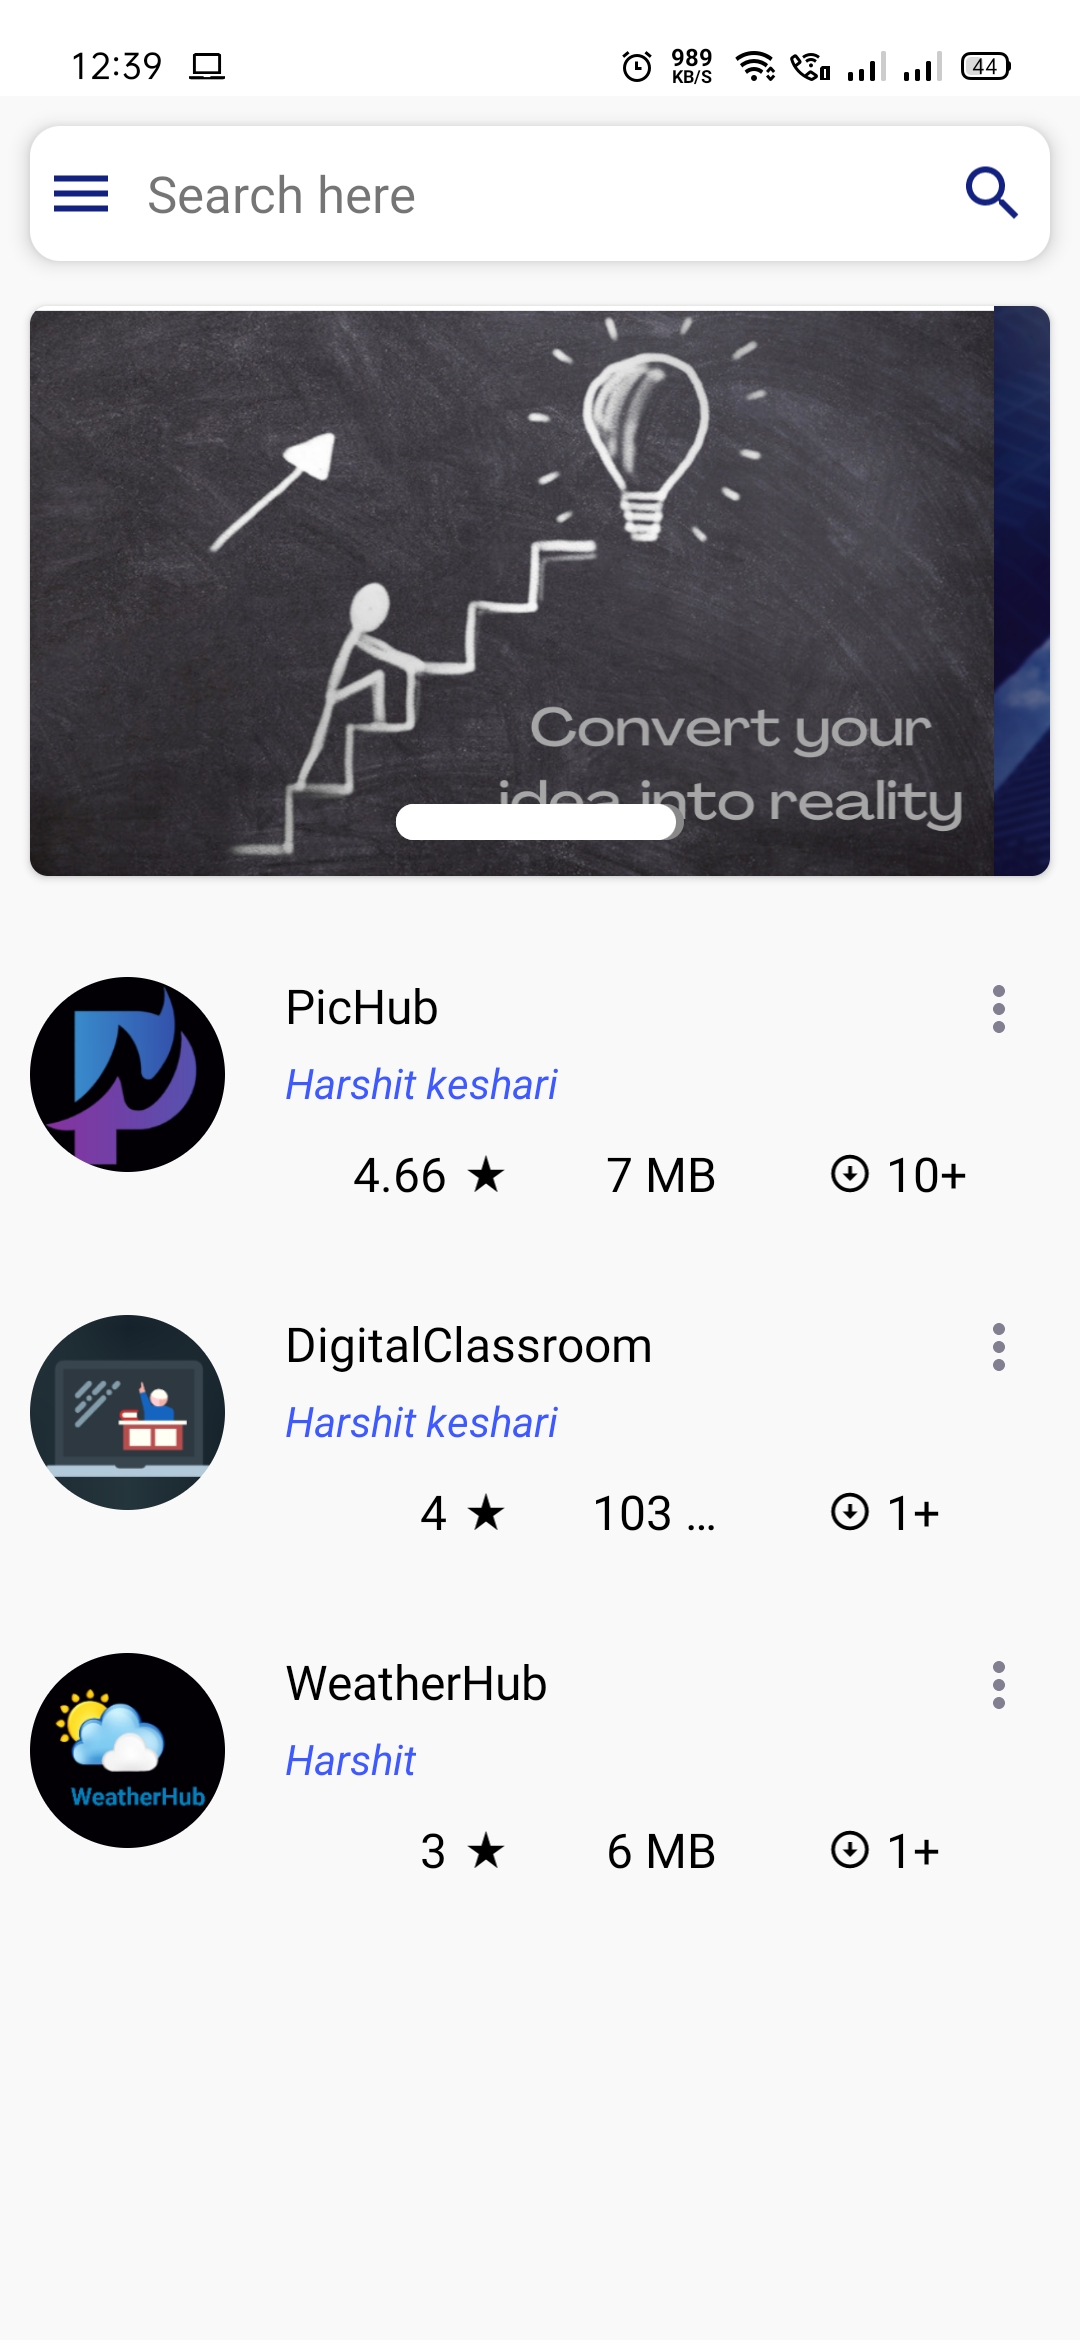 12:39
989
KB/S
44
Search here
Convert your
idea into reality
PicHub
Harshit keshari
4.66 ★ 7 MB 10+
DigitalClassroom
Harshit keshari
4 ★ 103 ... 1+
WeatherHub
WeatherHub
Harshit
3 ★ 6 MB 1+